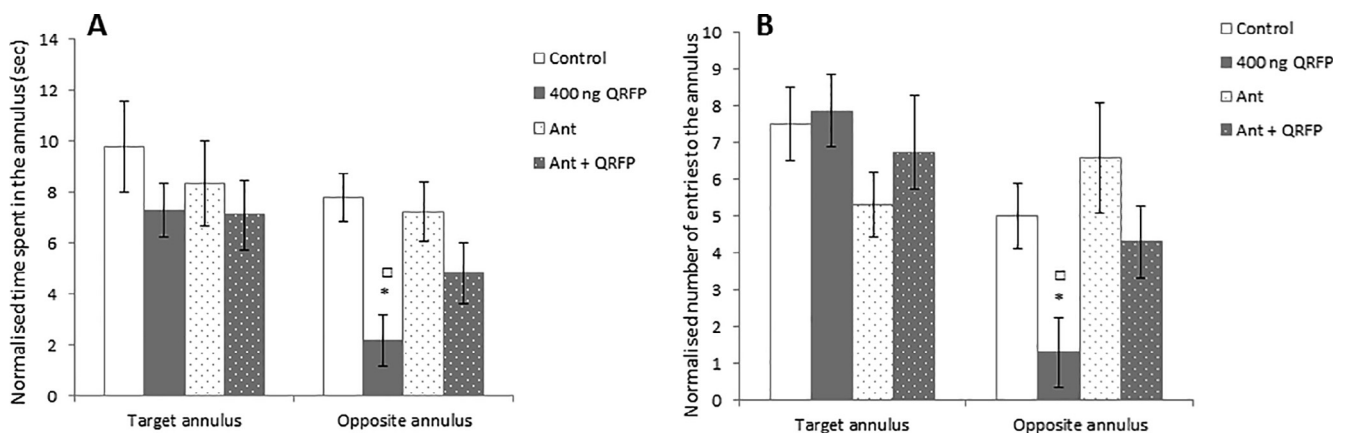 A
Normalised time spent in the annulus (sec)
14
12
10
8
6
4
2
0
□
*
Target annulus
Opposite annulus
Control
400 ng QRFP
Ant
Ant + QRFP
B
Normalised number of entries to the annulus
10
9
8
7
6
5
4
3
2
1
0
□
*
Target annulus
Opposite annulus
Control
400 ng QRFP
Ant
Ant + QRFP